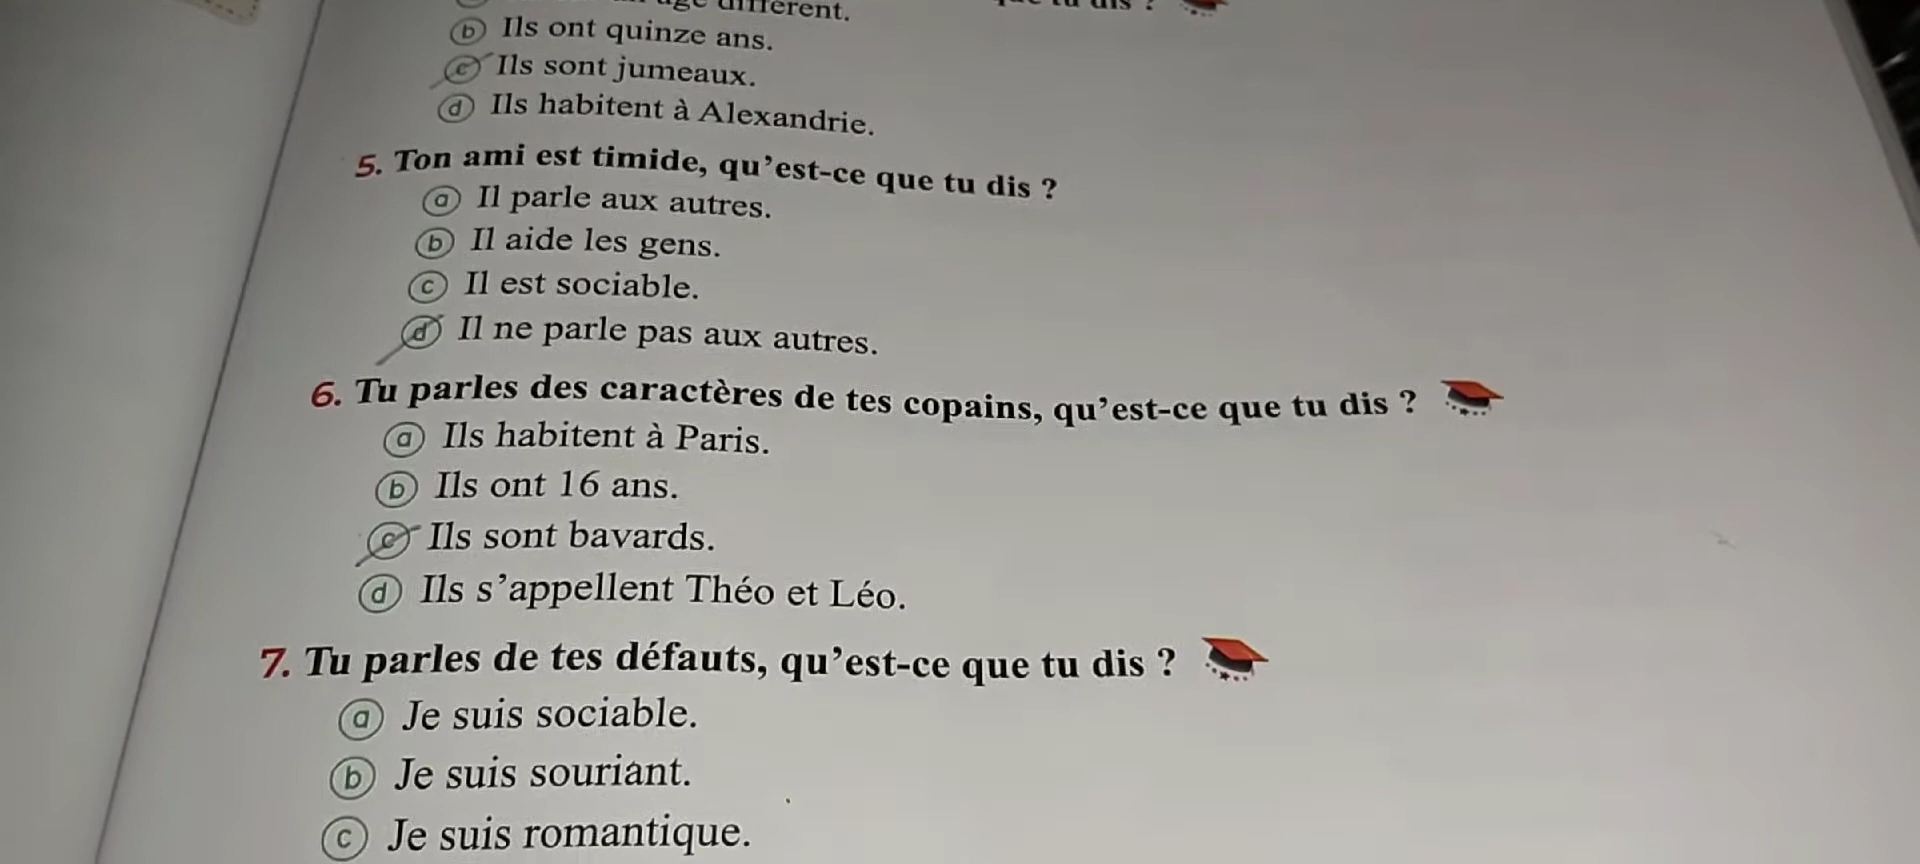 différent.
b Ils ont quinze ans.
c Ils sont jumeaux.
d Ils habitent à Alexandrie.
5. Ton ami est timide, qu'est-ce que tu dis ?
a Il parle aux autres.
b Il aide les gens.
c Il est sociable.
d Il ne parle pas aux autres.
6. Tu parles des caractères de tes copains, qu'est-ce que tu dis ?
a Ils habitent à Paris.
b Ils ont 16 ans.
c Ils sont bavards.
d Ils s'appellent Théo et Léo.
7. Tu parles de tes défauts, qu'est-ce que tu dis ?
a Je suis sociable.
b Je suis souriant.
c Je suis romantique.